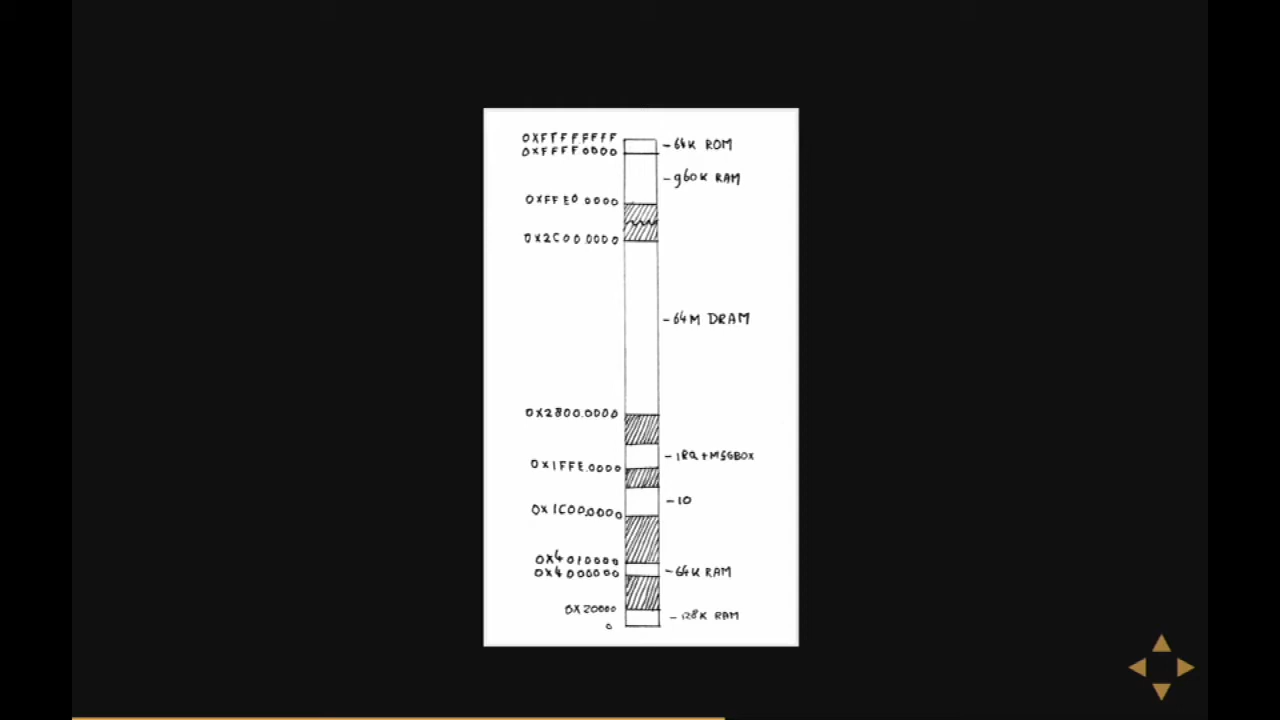 0XFFFFFFFF
0XFFFF0000
- 64K ROM
- 960K RAM
0XFFE0 0000
0X2C00.0000
- 64M DRAM
0X2800.0000
- IRQ + MSGBOX
0X1FFE.0000
- IO
0X1C00.0000
0X4010000
0X4000000
- 64K RAM
0X20000
- 128K RAM
0